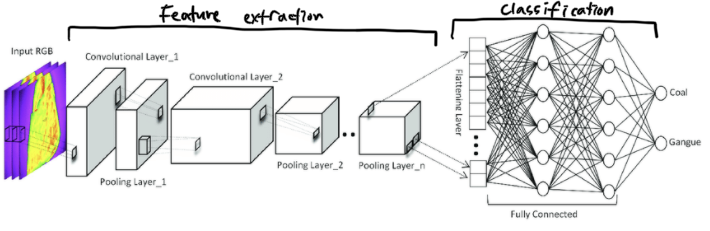 Feature extraction
Classification
Input RGB
Convolutional Layer_1
Convolutional Layer_2
Pooling Layer_1
Pooling Layer_2
Pooling Layer_n
Flattening Layer
Coal
Gangue
Fully Connected